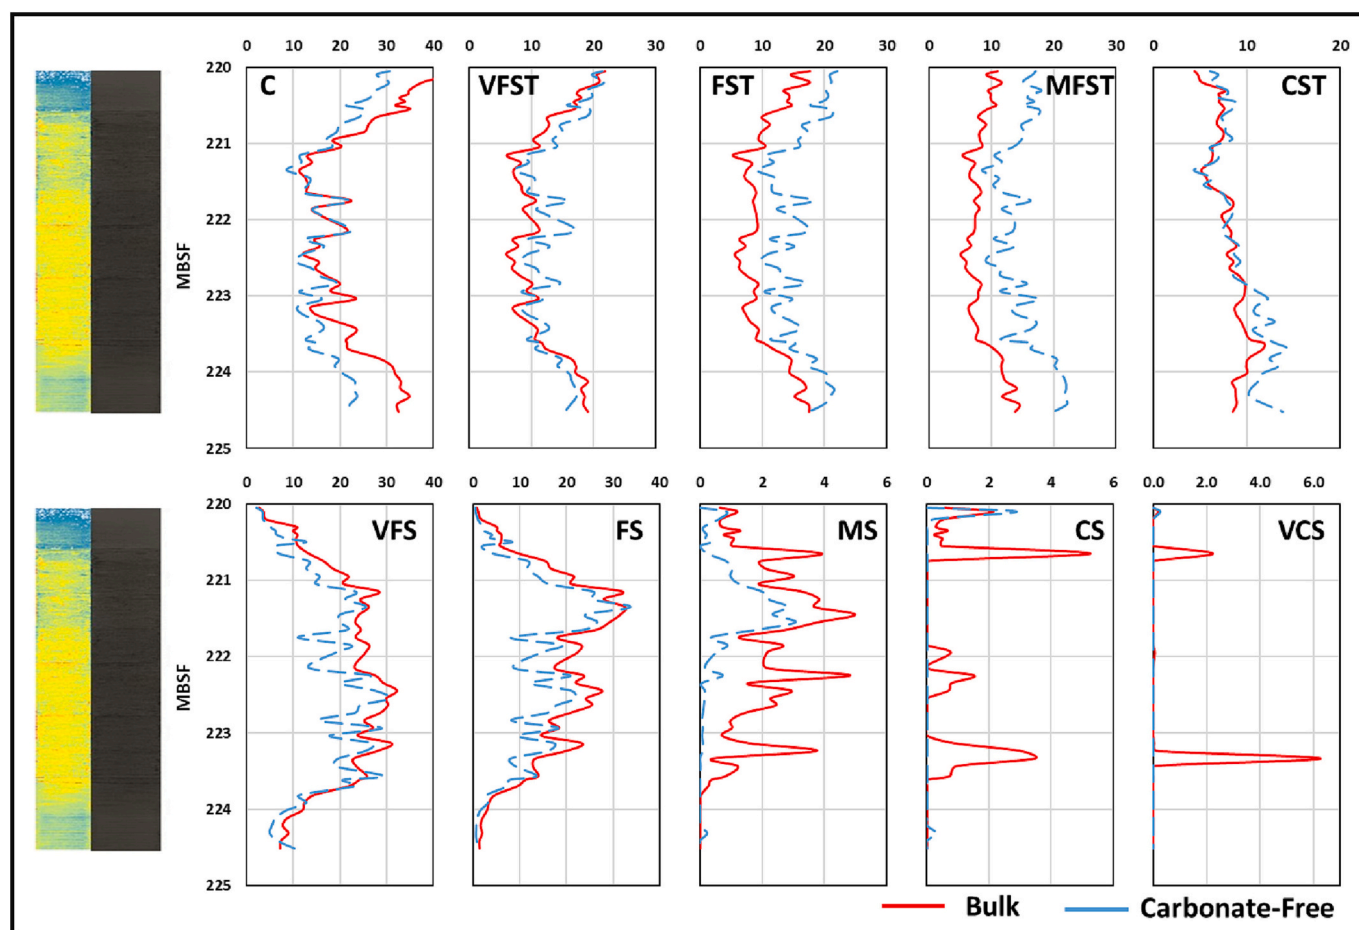 0 10 20 30 40 0 10 20 30 0 10 20 30 0 10 20 30 0 10 20
220 C VFST FST MFST CST
221
222
MBSF
223
224
225
0 10 20 30 40 0 10 20 30 40 0 2 4 6 0 2 4 6 0.0 2.0 4.0 6.0
220 VFS FS MS CS VCS
221
222
MBSF
223
224
225
Bulk Carbonate-Free